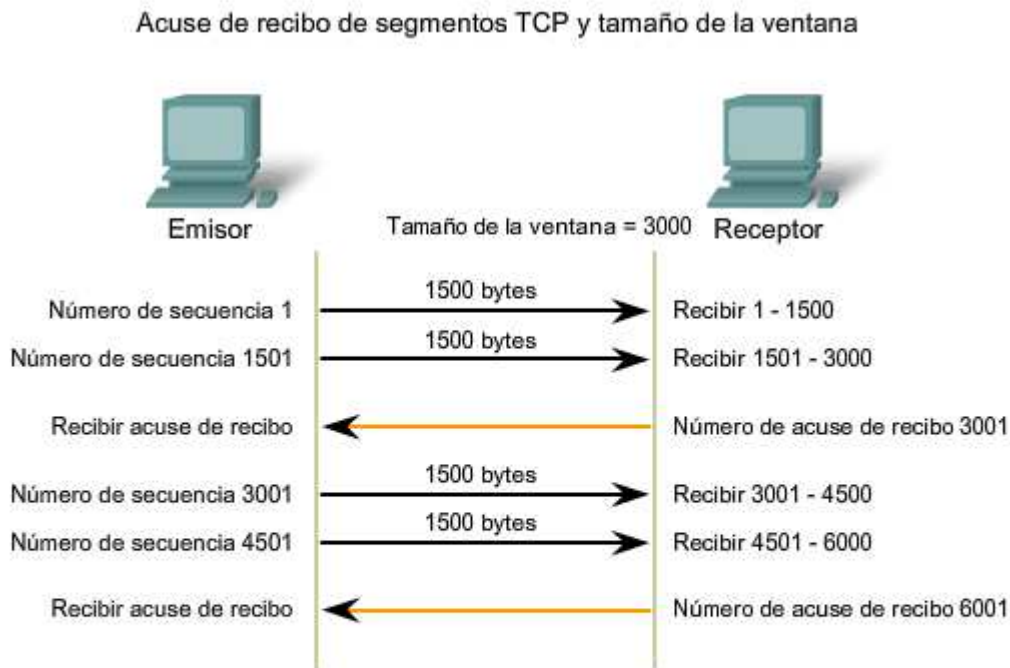 Acuse de recibo de segmentos TCP y tamaño de la ventana
Emisor
Tamaño de la ventana = 3000
Receptor
Número de secuencia 1
1500 bytes
Recibir 1 - 1500
Número de secuencia 1501
1500 bytes
Recibir 1501 - 3000
Recibir acuse de recibo
Número de acuse de recibo 3001
Número de secuencia 3001
1500 bytes
Recibir 3001 - 4500
Número de secuencia 4501
1500 bytes
Recibir 4501 - 6000
Recibir acuse de recibo
Número de acuse de recibo 6001